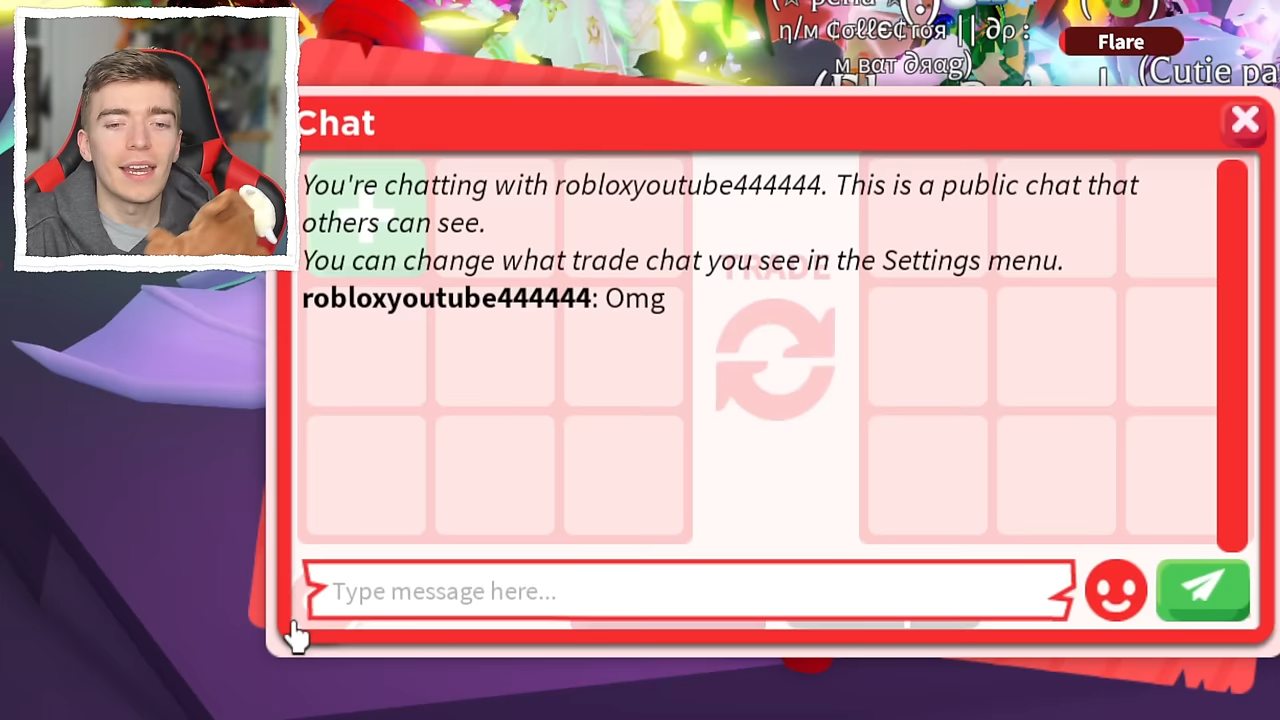 η/м ₵σℓℓЄ₵тσя || ∂ρ :
м ват ∂яαg)
Flare
(Cutie pa
Chat
You're chatting with robloxyoutube444444. This is a public chat that
others can see.
You can change what trade chat you see in the Settings menu.
TRADE
robloxyoutube444444: Omg
Type message here...